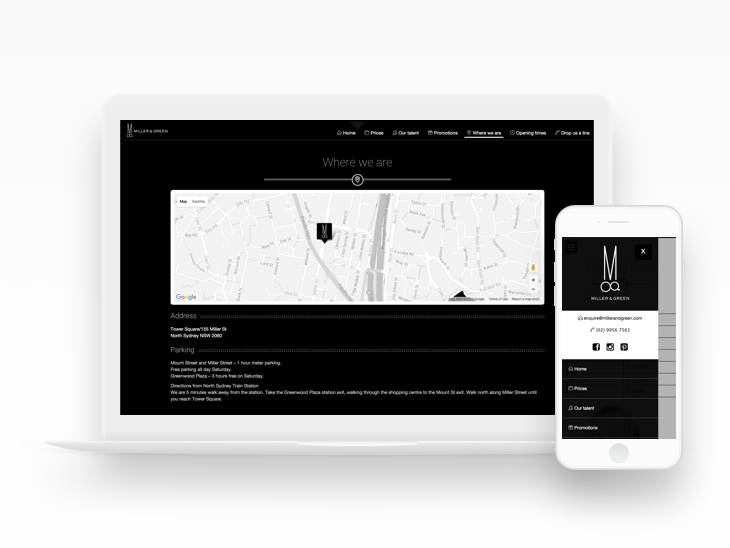 MILLER & GREEN
Home
Prices
Our talent
Promotions
Where we are
Opening times
Drop us a line
Where we are
Map
Satellite
Google
Terms of Use
Report a map error
Address
Tower Square/155 Miller St
North Sydney NSW 2060
Parking
Mount Street and Miller Street – 1 hour meter parking.
Free parking all day Saturday.
Greenwood Plaza – 3 hours free on Saturday.
Directions from North Sydney Train Station
We are 5 minutes walk away from the station. Take the Greenwood Plaza station exit, walking through the shopping centre to the Mount St exit. Walk north along Miller Street until
you reach Tower Square.
X
MILLER & GREEN
enquire@millerandgreen.com
(02) 9956 7561
Home
Prices
Our talent
Promotions